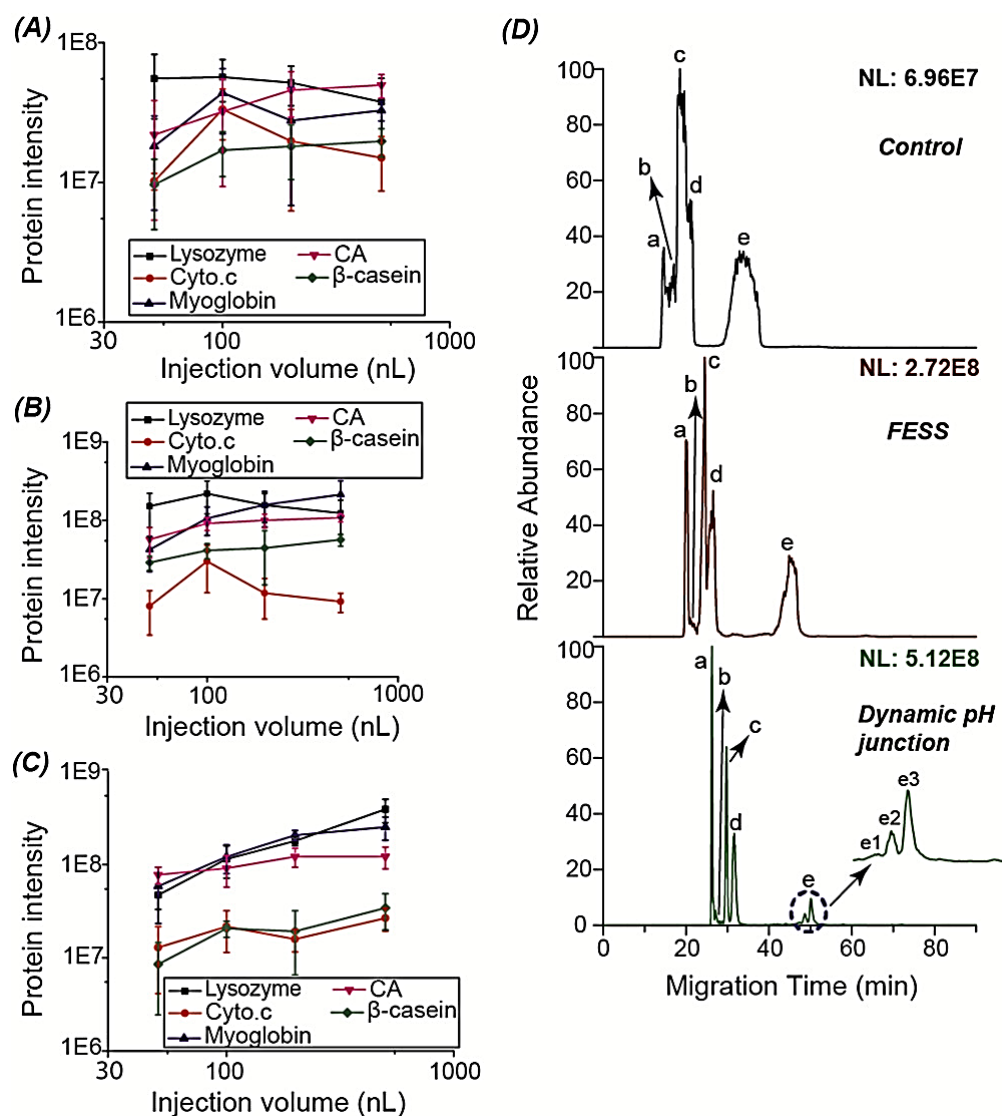 (A)
1E8
1E7
1E6
Protein intensity
Lysozyme
CA
Cyto.c
β-casein
Myoglobin
30
100
1000
Injection volume (nL)
(B)
1E9
1E8
1E7
1E6
Protein intensity
Lysozyme
CA
Cyto.c
β-casein
Myoglobin
30
100
1000
Injection volume (nL)
(C)
1E9
1E8
1E7
1E6
Protein intensity
Lysozyme
CA
Cyto.c
β-casein
Myoglobin
30
100
1000
Injection volume (nL)
(D)
Relative Abundance
100
80
60
40
20
a
b
c
d
e
NL: 6.96E7
Control
100
80
60
40
20
0
a
b
c
d
e
NL: 2.72E8
FESS
100
80
60
40
20
0
a
b
c
d
e
NL: 5.12E8
Dynamic pH
junction
e1
e2
e3
0
20
40
60
80
Migration Time (min)